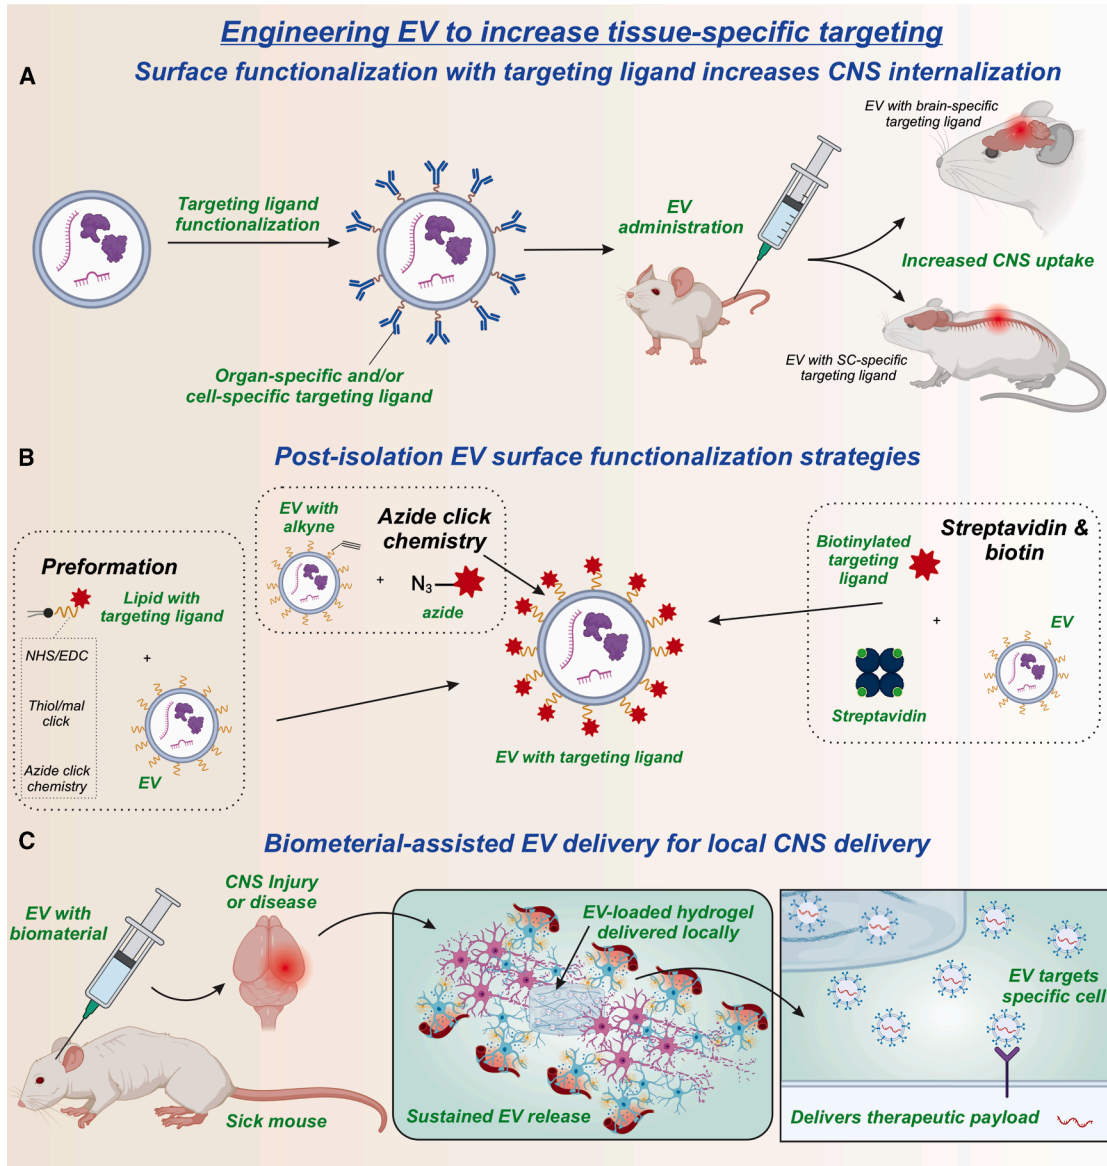 Engineering EV to increase tissue-specific targeting
A
Surface functionalization with targeting ligand increases CNS internalization
Targeting ligand
functionalization
Organ-specific and/or
cell-specific targeting ligand
EV
administration
EV with brain-specific
targeting ligand
Increased CNS uptake
EV with SC-specific
targeting ligand
B
Post-isolation EV surface functionalization strategies
Preformation
Lipid with
targeting ligand
NHS/EDC
+
Thiol/mal
click
Azide click
chemistry
EV
EV with
alkyne
Azide click
chemistry
+
N3
azide
EV with targeting ligand
Streptavidin &
biotin
Biotinylated
targeting
ligand
+
EV
Streptavidin
C
Biometerial-assisted EV delivery for local CNS delivery
EV with
biomaterial
CNS Injury
or disease
Sick mouse
EV-loaded hydrogel
delivered locally
Sustained EV release
EV targets
specific cell
Delivers therapeutic payload